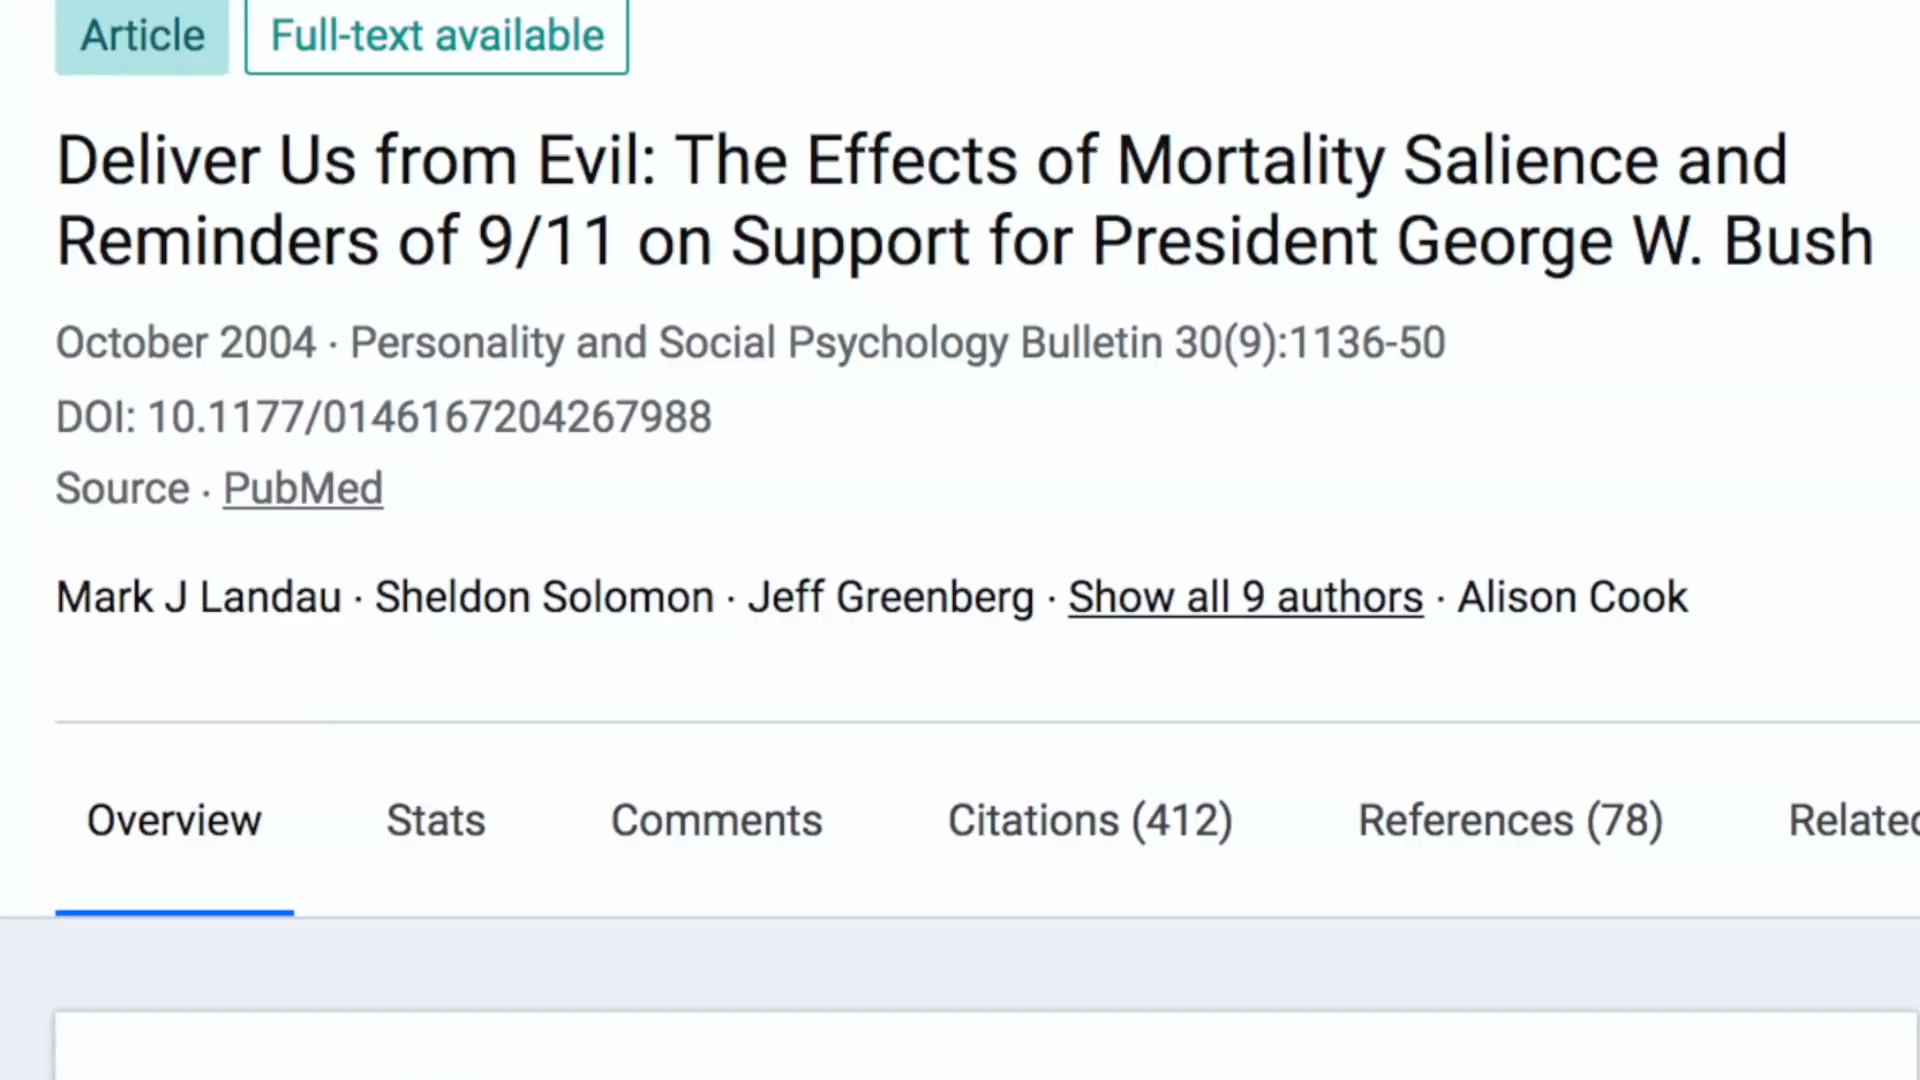 Article Full-text available
Deliver Us from Evil: The Effects of Mortality Salience and
Reminders of 9/11 on Support for President George W. Bush
October 2004 · Personality and Social Psychology Bulletin 30(9):1136-50
DOI: 10.1177/0146167204267988
Source · PubMed
Mark J Landau · Sheldon Solomon · Jeff Greenberg · Show all 9 authors · Alison Cook
Overview Stats Comments Citations (412) References (78) Related